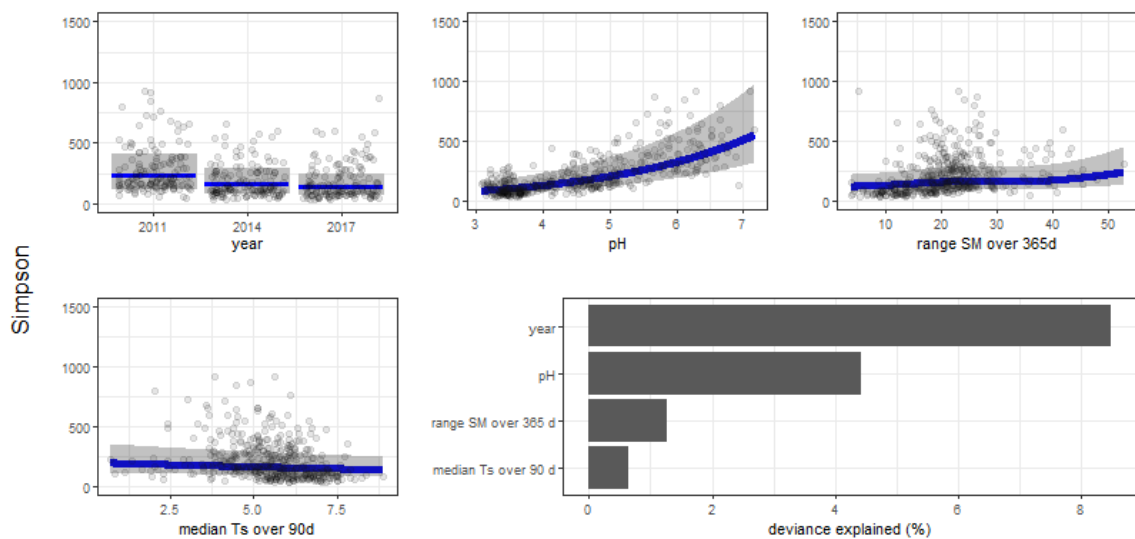 Simpson
1500
1000
500
0
2011 2014 2017
year
1500
1000
500
0
3 4 5 6 7
pH
1500
1000
500
0
10 20 30 40 50
range SM over 365d
1500
1000
500
0
2.5 5.0 7.5
median Ts over 90d
year
pH
range SM over 365 d
median Ts over 90 d
0 2 4 6 8
deviance explained (%)